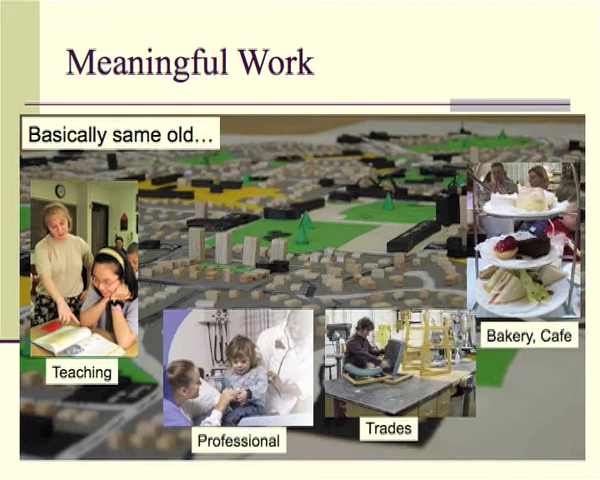 Meaningful Work
Basically same old…
Teaching
Professional
Trades
Bakery, Cafe